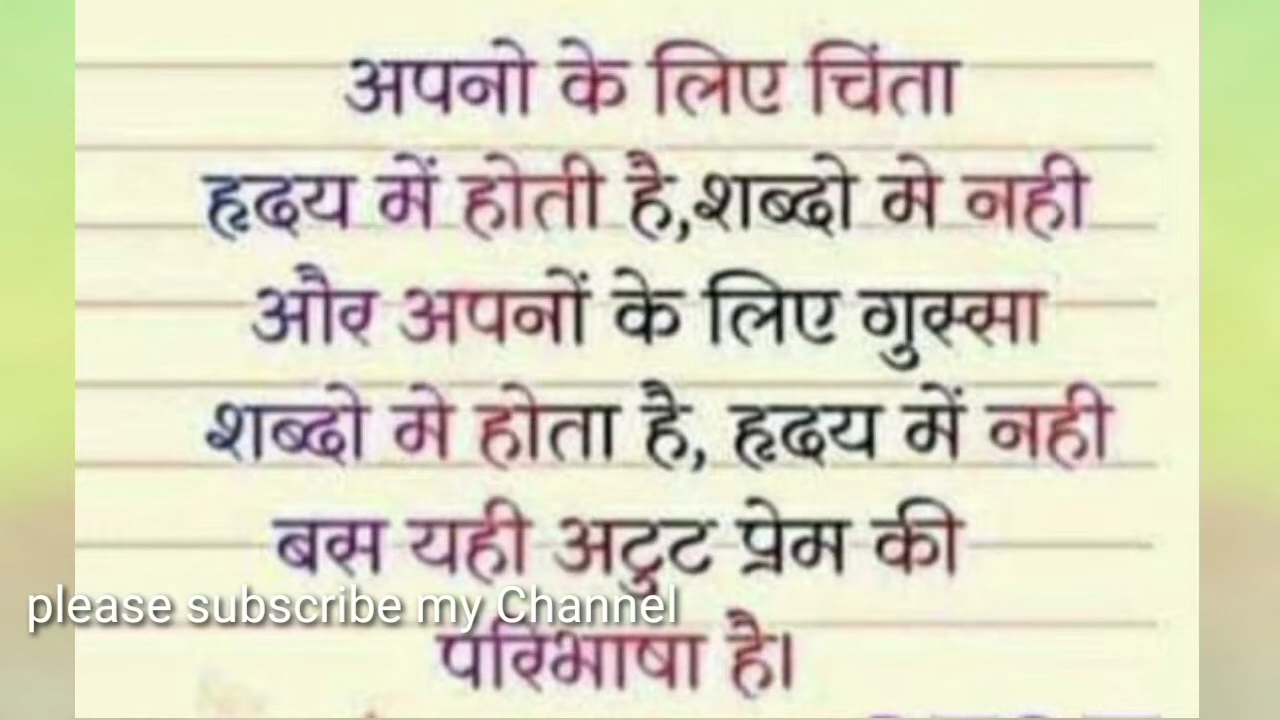 अपनो के लिए चिंता
हृदय में होती है,शब्दो मे नही
और अपनों के लिए गुस्सा
शब्दो मे होता है, हृदय में नही
बस यही अटुट प्रेम की
please subscribe my Channel
परिभाषा है।